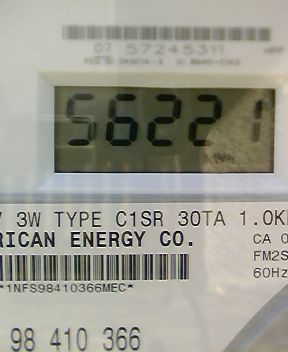 07 57245311
56221
V 3W TYPE C1SR 30TA 1.0K
RICAN ENERGY CO.
CA 0
FM2S
60Hz
*1NFS98410366MEC*
98 410 366